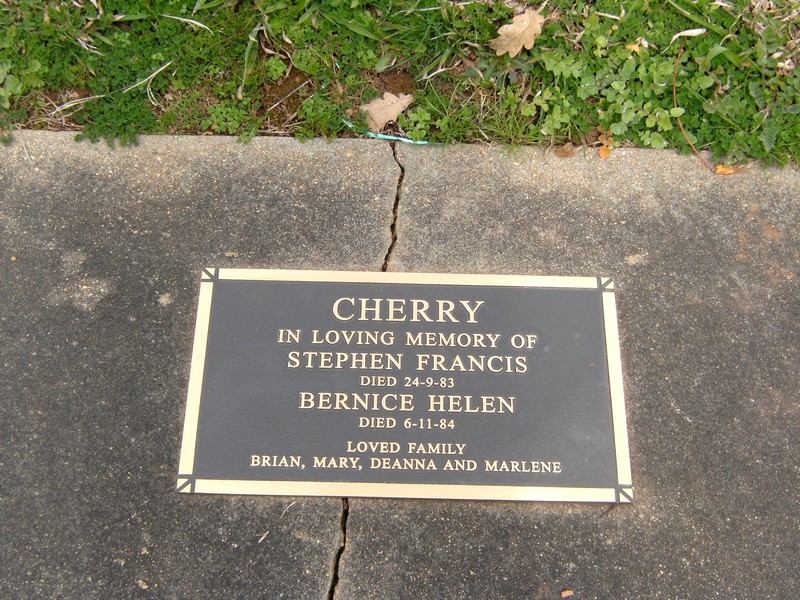 CHERRY
IN LOVING MEMORY OF
STEPHEN FRANCIS
DIED 24-9-83
BERNICE HELEN
DIED 6-11-84
LOVED FAMILY
BRIAN, MARY, DEANNA AND MARLENE